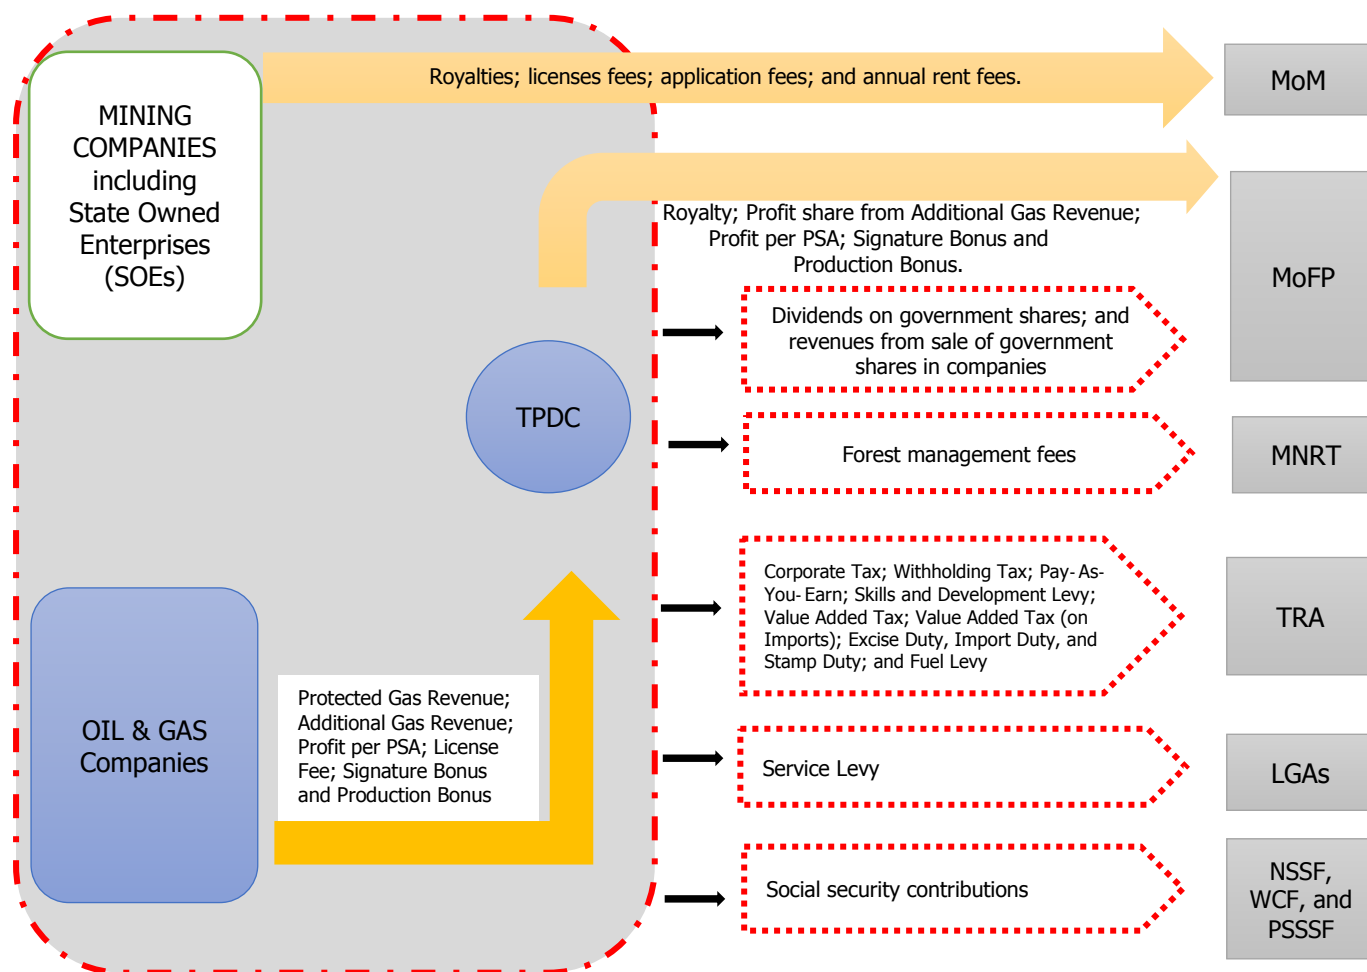 Royalties; licenses fees; application fees; and annual rent fees.
MoM
MINING
COMPANIES
including
State Owned
Enterprises
(SOEs)
Royalty; Profit share from Additional Gas Revenue;
Profit per PSA; Signature Bonus and
Production Bonus.
MoFP
Dividends on government shares; and
revenues from sale of government
shares in companies
TPDC
Forest management fees
MNRT
Corporate Tax; Withholding Tax; Pay-As-
You-Earn; Skills and Development Levy;
Value Added Tax; Value Added Tax (on
Imports); Excise Duty, Import Duty, and
Stamp Duty; and Fuel Levy
TRA
OIL & GAS
Companies
Protected Gas Revenue;
Additional Gas Revenue;
Profit per PSA; License
Fee; Signature Bonus
and Production Bonus
Service Levy
LGAs
Social security contributions
NSSF,
WCF, and
PSSSF